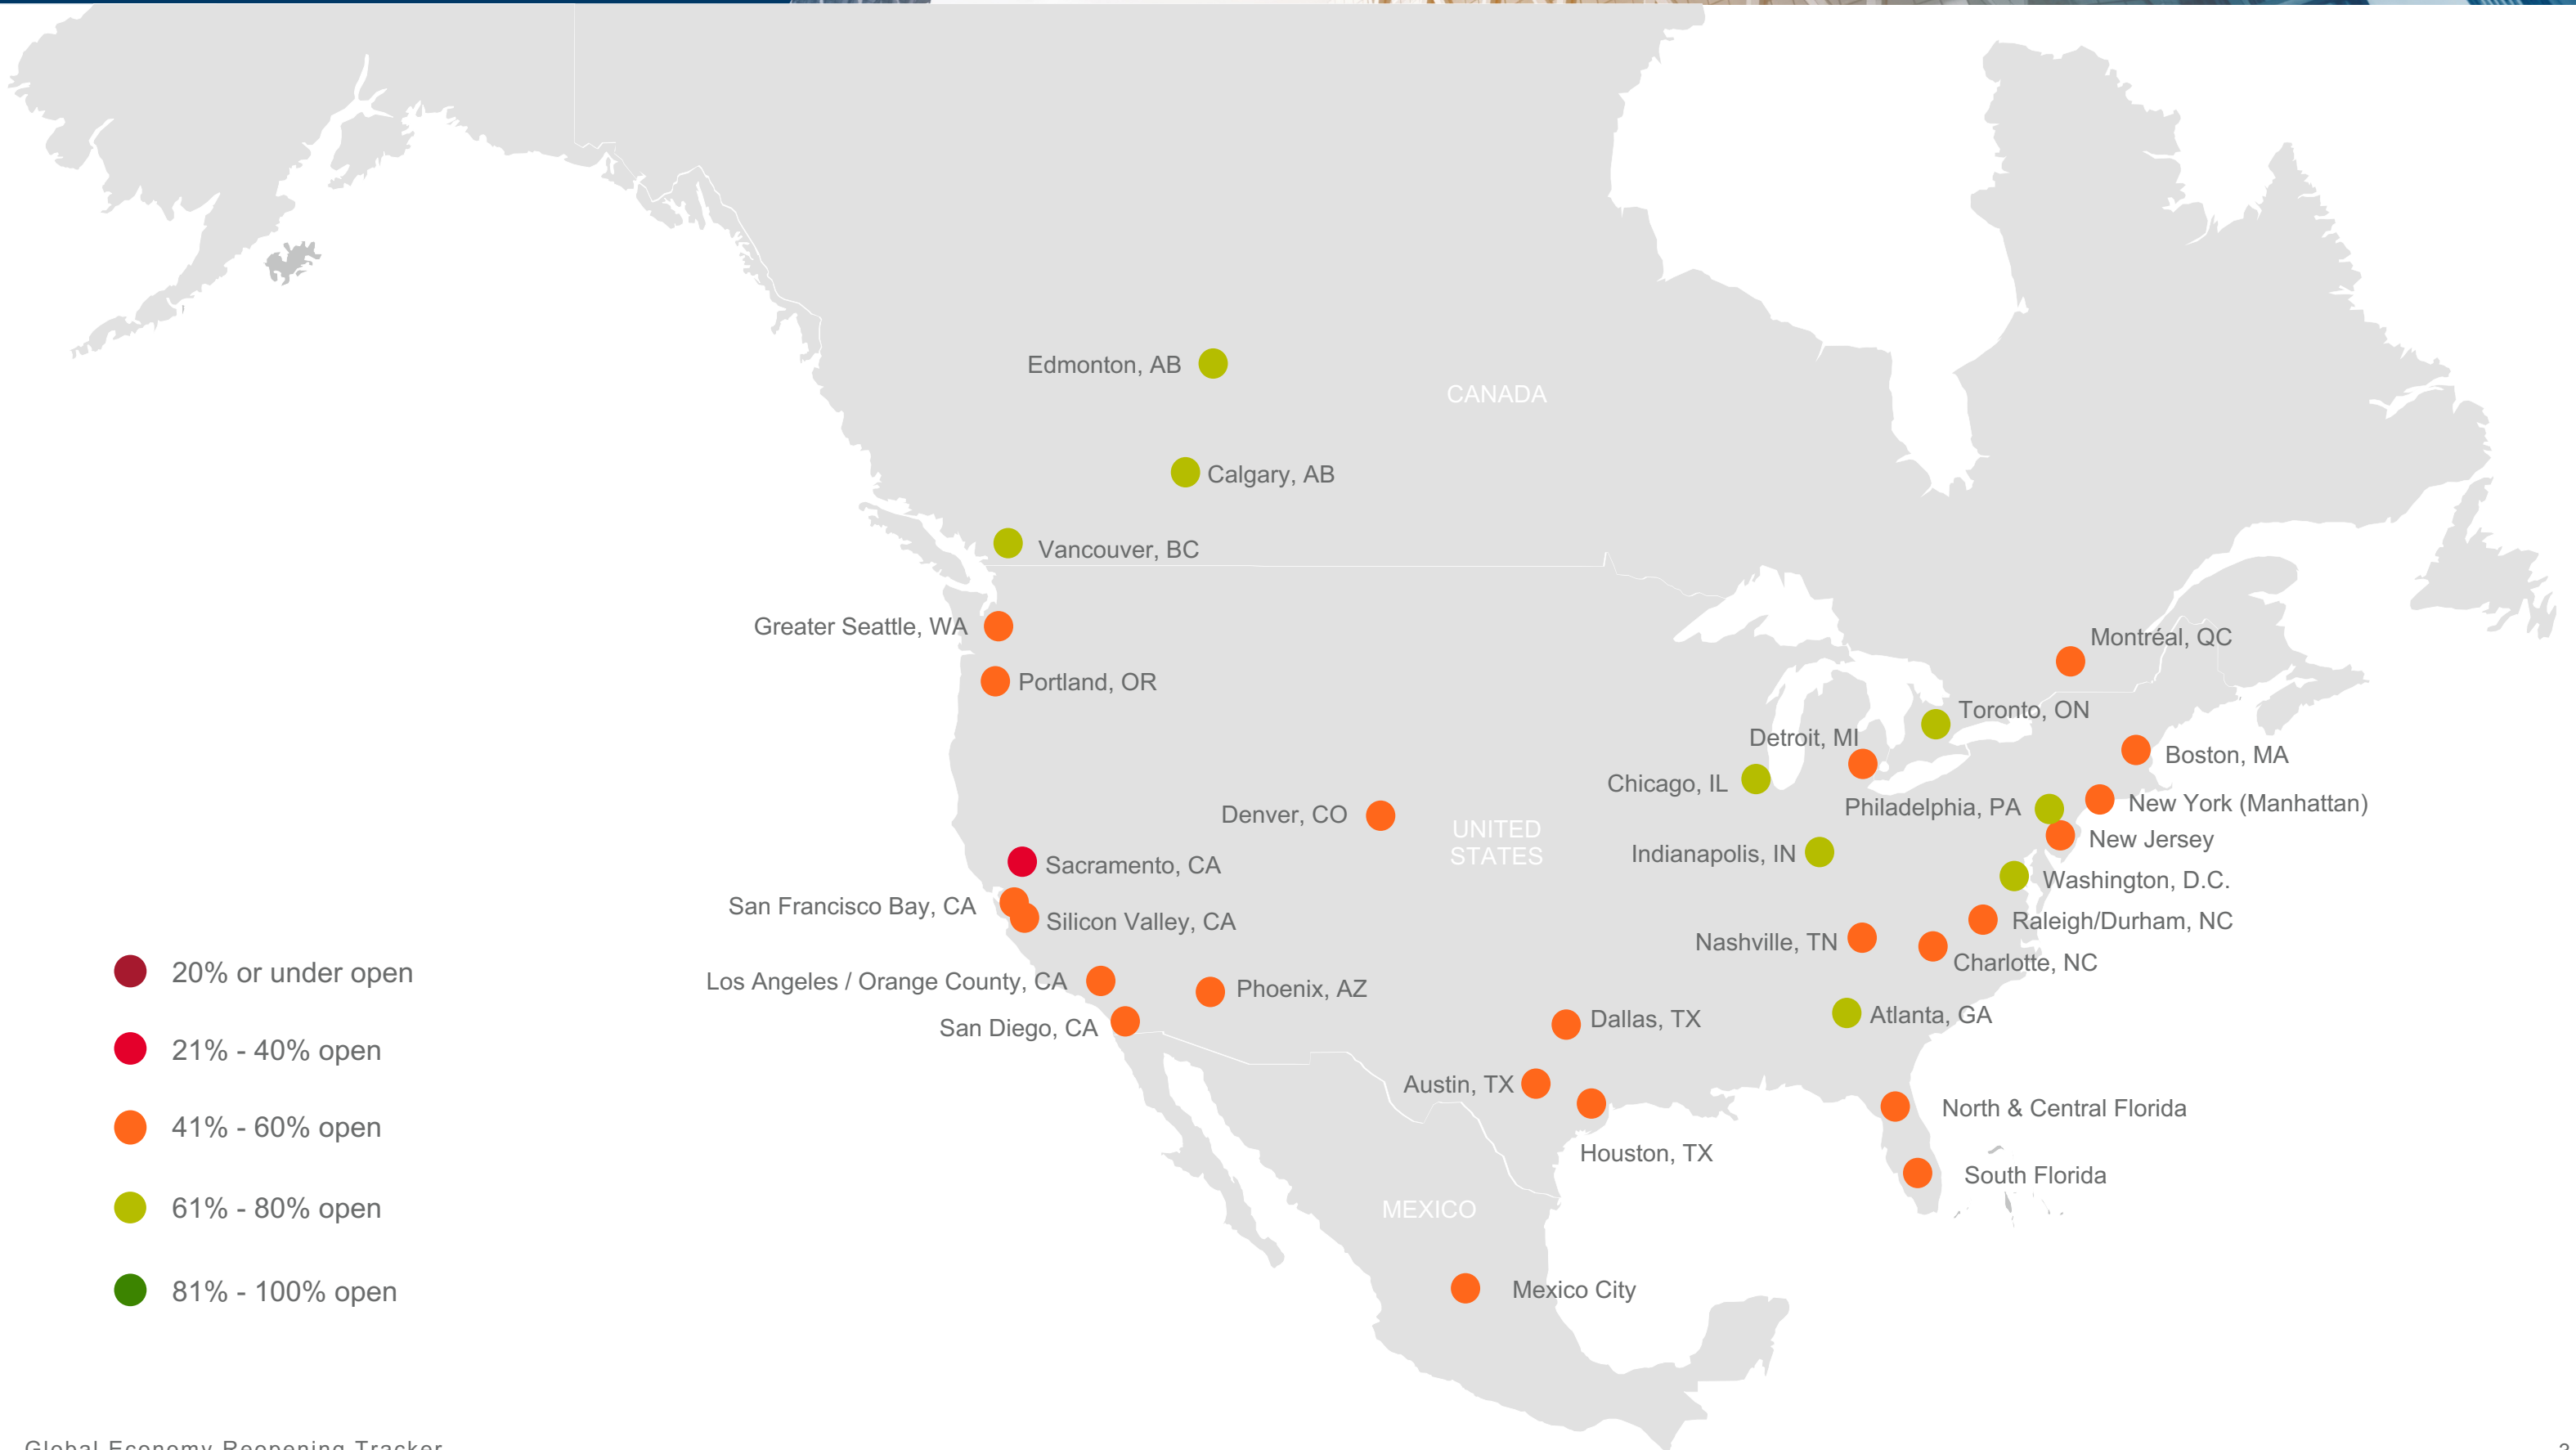 Edmonton, AB
CANADA
Calgary, AB
Vancouver, BC
Greater Seattle, WA
Montréal, QC
Portland, OR
Toronto, ON
Detroit, MI
Boston, MA
Chicago, IL
New York (Manhattan)
Philadelphia, PA
Denver, CO
UNITED
STATES
New Jersey
Indianapolis, IN
Sacramento, CA
Washington, D.C.
San Francisco Bay, CA
Silicon Valley, CA
Raleigh/Durham, NC
Nashville, TN
Charlotte, NC
Los Angeles / Orange County, CA
Phoenix, AZ
San Diego, CA
Dallas, TX
Atlanta, GA
Austin, TX
North & Central Florida
Houston, TX
South Florida
MEXICO
Mexico City
20% or under open
21% - 40% open
41% - 60% open
61% - 80% open
81% - 100% open
Global Economy Reopening Tracker